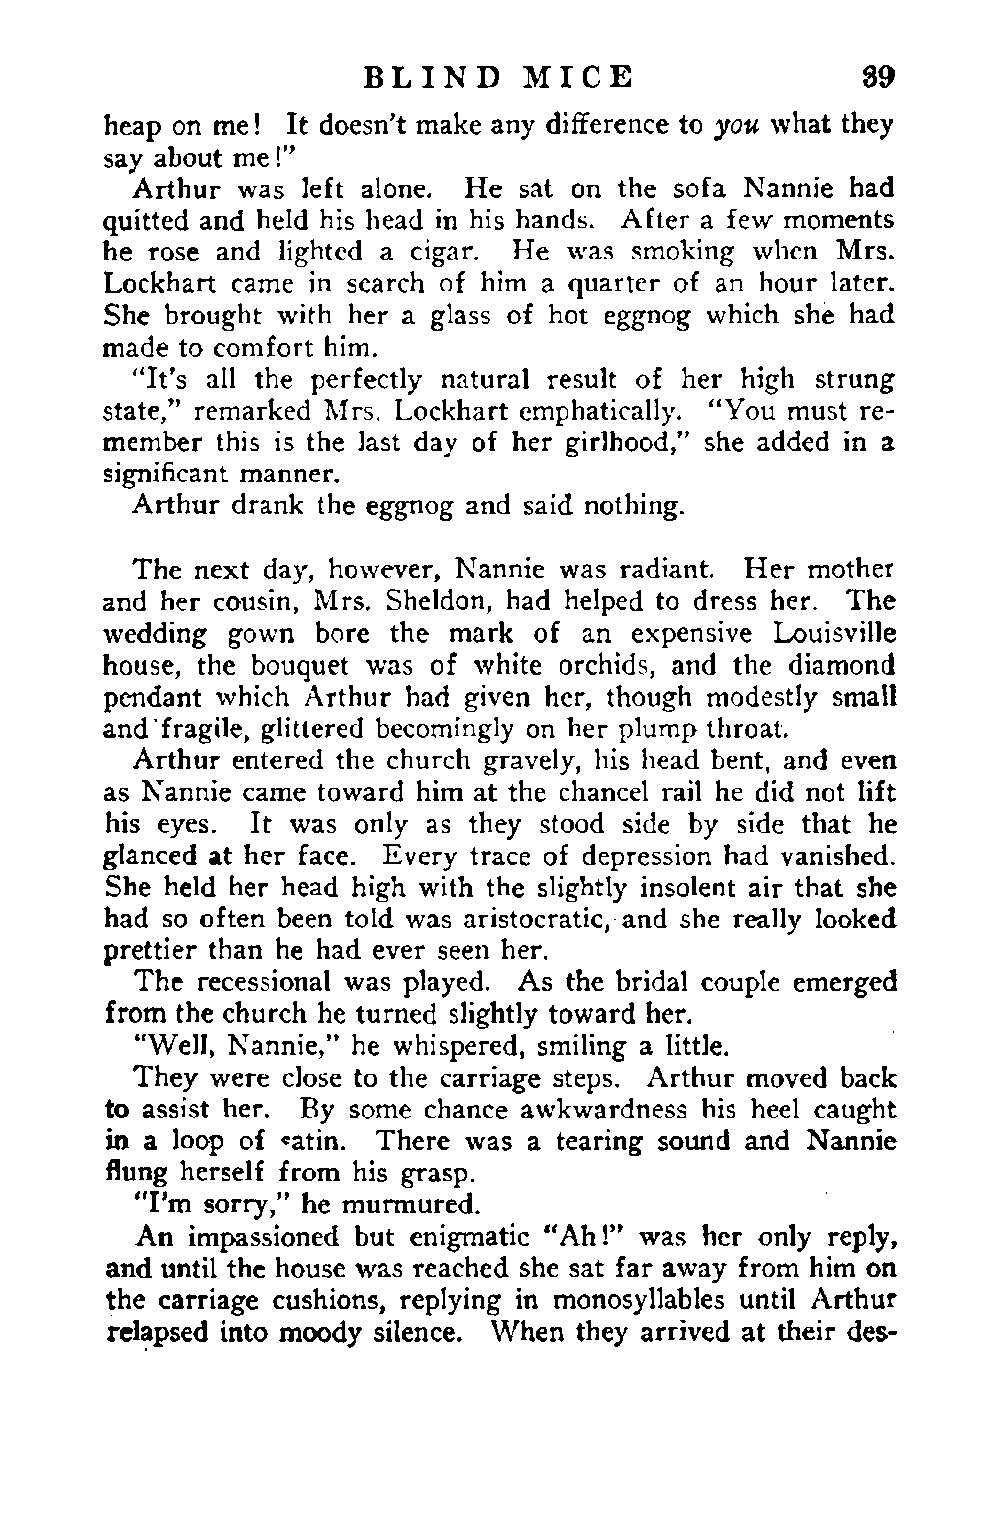 BLIND MICE 39
heap on me! It doesn't make any difference to you what they
say about me!"
Arthur was left alone. He sat on the sofa Nannie had
quitted and held his head in his hands. After a few moments
he rose and lighted a cigar. He was smoking when Mrs.
Lockhart came in search of him a quarter of an hour later.
She brought with her a glass of hot eggnog which she had
made to comfort him.
"It's all the perfectly natural result of her high strung
state," remarked Mrs. Lockhart emphatically. "You must re-
member this is the last day of her girlhood," she added in a
significant manner.
Arthur drank the eggnog and said nothing.
The next day, however, Nannie was radiant. Her mother
and her cousin, Mrs. Sheldon, had helped to dress her. The
wedding gown bore the mark of an expensive Louisville
house, the bouquet was of white orchids, and the diamond
pendant which Arthur had given her, though modestly small
and fragile, glittered becomingly on her plump throat.
Arthur entered the church gravely, his head bent, and even
as Nannie came toward him at the chancel rail he did not lift
his eyes. It was only as they stood side by side that he
glanced at her face. Every trace of depression had vanished.
She held her head high with the slightly insolent air that she
had so often been told was aristocratic, and she really looked
prettier than he had ever seen her.
The recessional was played. As the bridal couple emerged
from the church he turned slightly toward her.
"Well, Nannie," he whispered, smiling a little.
They were close to the carriage steps. Arthur moved back
to assist her. By some chance awkwardness his heel caught
in a loop of satin. There was a tearing sound and Nannie
flung herself from his grasp.
"I'm sorry," he murmured.
An impassioned but enigmatic "Ah!" was her only reply,
and until the house was reached she sat far away from him on
the carriage cushions, replying in monosyllables until Arthur
relapsed into moody silence. When they arrived at their des-